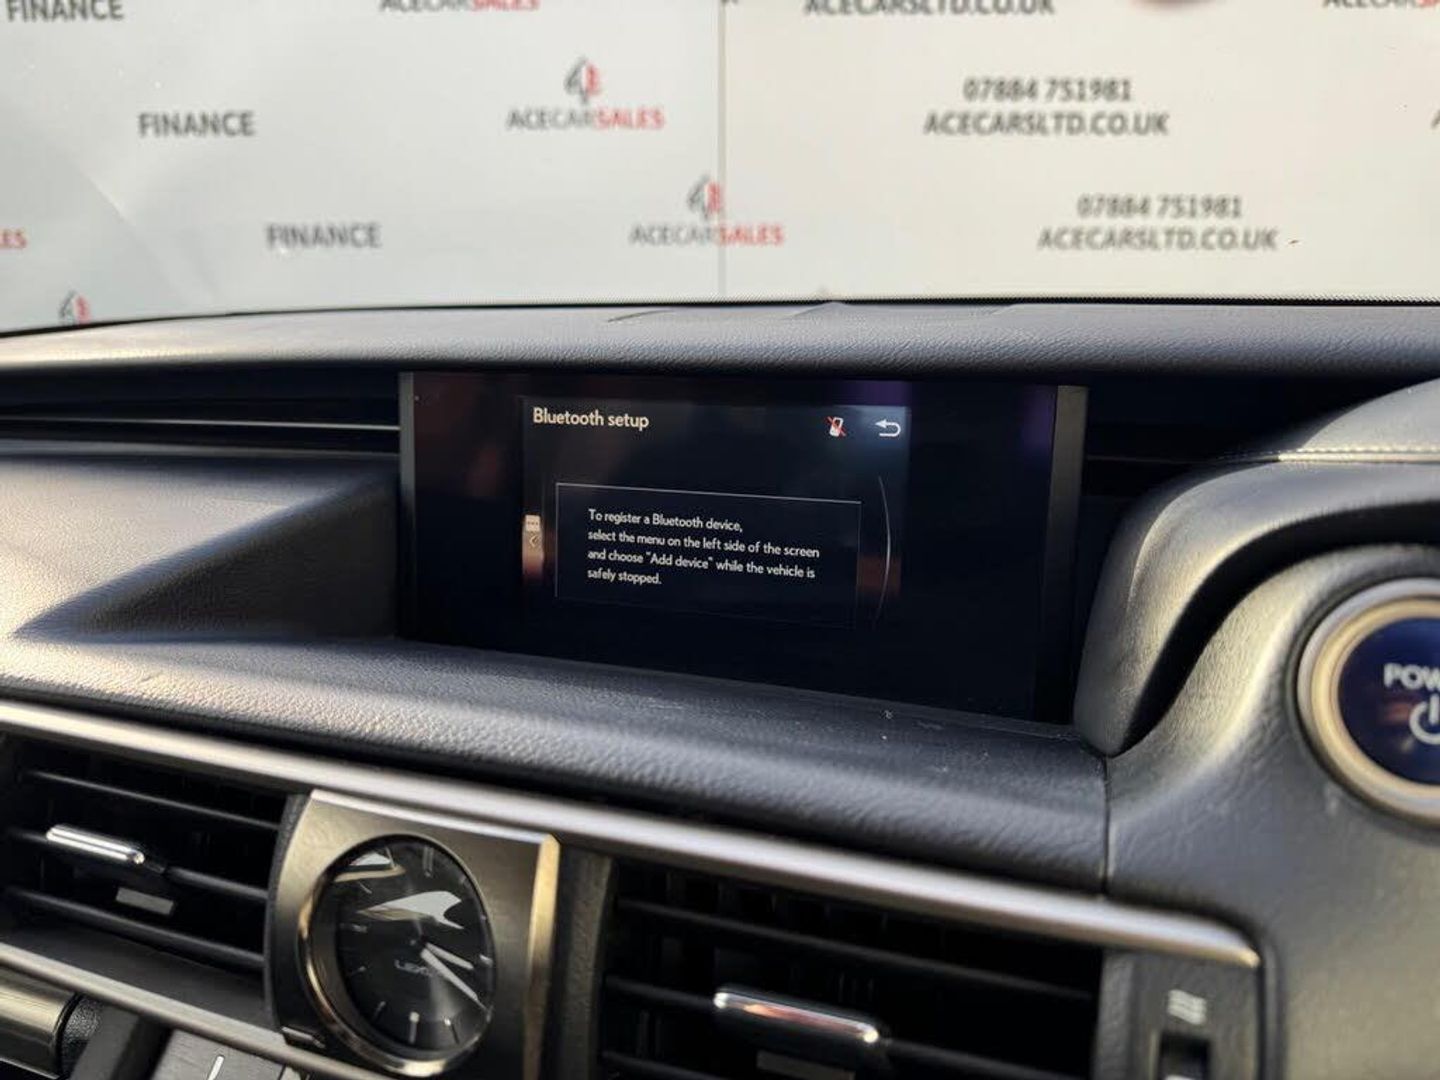 FINANCE
ACECARSALES
ACECARSLTD.CO.UK
FINANCE
ACECARSALES
07884 751981
ACECARSLTD.CO.UK
FINANCE
ACECARSALES
07884 751981
ACECARSLTD.CO.UK
Bluetooth setup
To register a Bluetooth device,
select the menu on the left side of the screen
and choose "Add device" while the vehicle is
safely stopped.